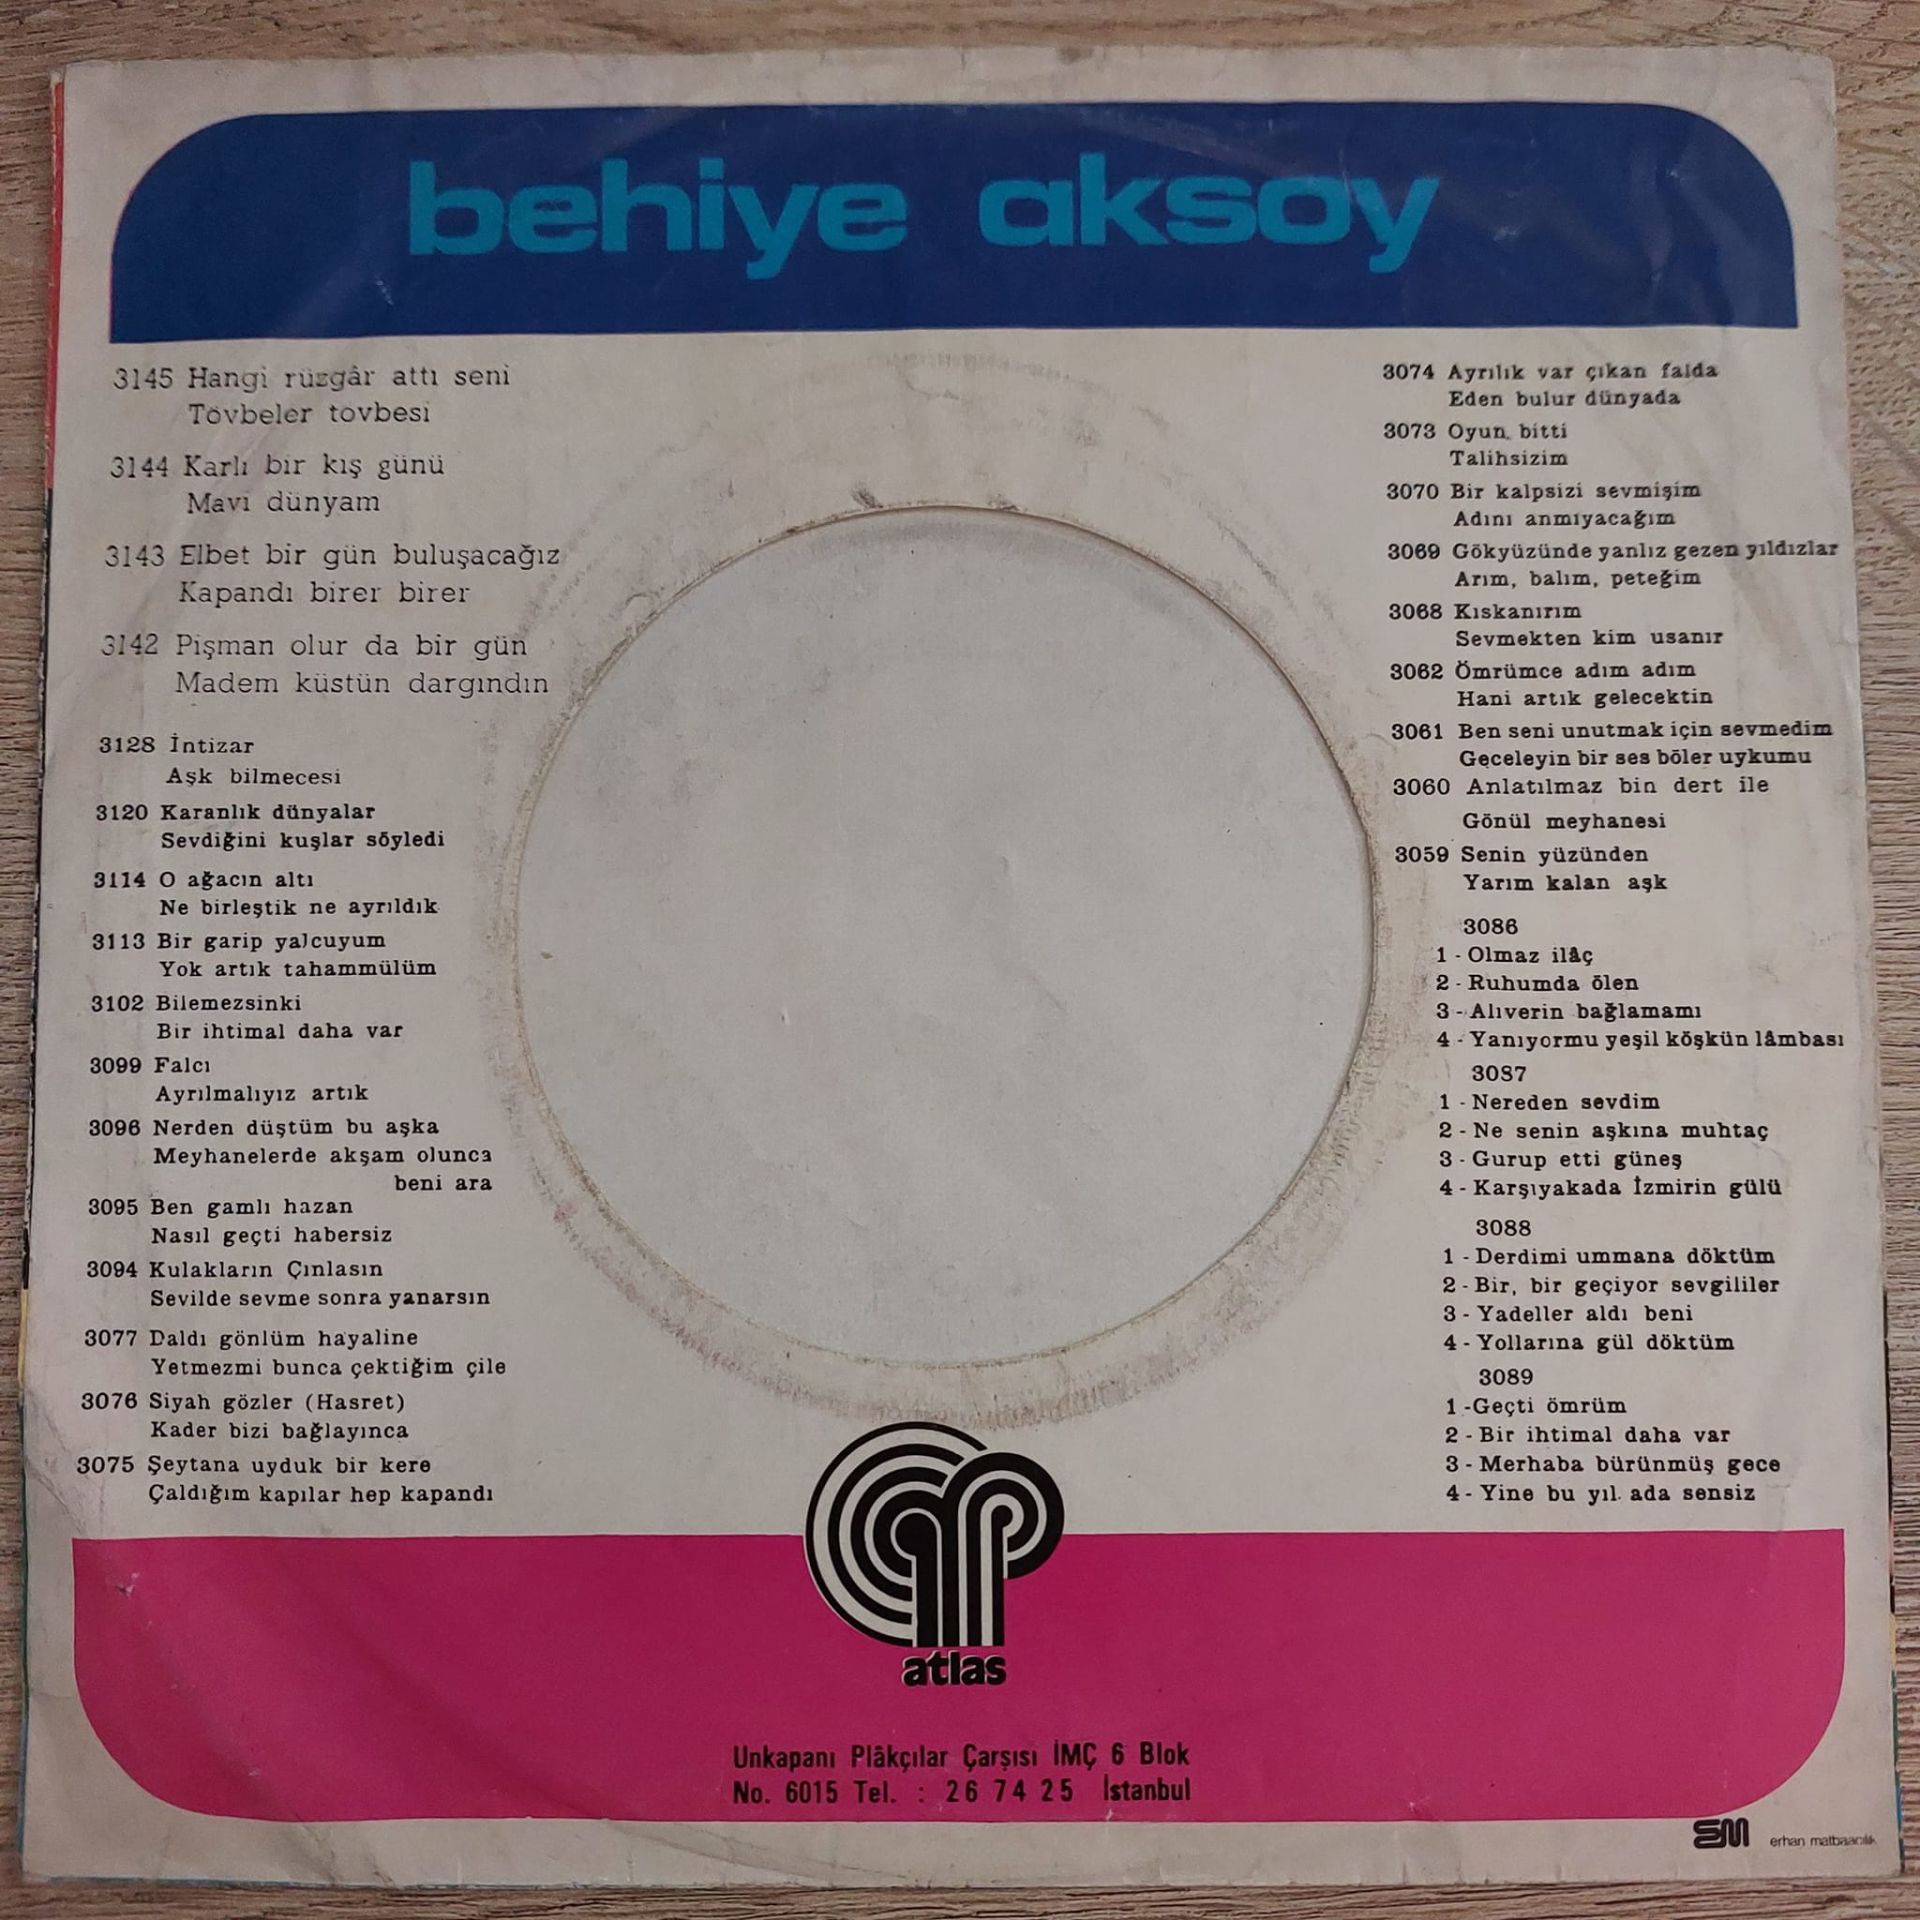 behiye aksoy
3145 Hangi rüzgâr attı seni
Tövbeler tovbesi
3144 Karlı bir kış günü
Mavi dünyam
3143 Elbet bir gün buluşacağız
Kapandı birer birer
3142 Pişman olur da bir gün
Madem küstün dargındın
3128 İntizar
Aşk bilmecesi
3120 Karanlık dünyalar
Sevdiğini kuşlar söyledi
3114 O ağacın altı
Ne birleştik ne ayrıldık
3113 Bir garip yalcuyum
Yok artık tahammülüm
3102 Bilemezsinki
Bir ihtimal daha var
3099 Falcı
Ayrılmalıyız artık
3096 Nerden düştüm bu aşka
Meyhanelerde akşam olunca
beni ara
3095 Ben gamlı hazan
Nasıl geçti habersiz
3094 Kulakların Çınlasın
Sevilde sevme sonra yanarsın
3077 Daldı gönlüm hayaline
Yetmezmi bunca çektiğim çile
3076 Siyah gözler (Hasret)
Kader bizi bağlayınca
3075 Şeytana uyduk bir kere
Çaldığım kapılar hep kapandı
3074 Ayrılık var çıkan falda
Eden bulur dünyada
3073 Oyun bitti
Talihsizim
3070 Bir kalpsizi sevmişim
Adını anmıyacağım
3069 Gökyüzünde yanlız gezen yıldızlar
Arım, balım, peteğim
3068 Kıskanırım
Sevmekten kim usanır
3062 Ömrümce adım adım
Hani artık gelecektin
3061 Ben seni unutmak için sevmedim
Geceleyin bir ses böler uykumu
3060 Anlatılmaz bin dert ile
Gönül meyhanesi
3059 Senin yüzünden
Yarım kalan aşk
3086
1 - Olmaz ilâç
2 - Ruhumda ölen
3 - Alıverin bağlamamı
4 - Yanıyormu yeşil köşkün lâmbası
3087
1 - Nereden sevdim
2 - Ne senin aşkına muhtaç
3 - Gurup etti güneş
4 - Karşıyakada İzmirin gülü
3088
1 - Derdimi ummana döktüm
2 - Bir, bir geçiyor sevgililer
3 - Yadeller aldı beni
4 - Yollarına gül döktüm
3089
1 - Geçti ömrüm
2 - Bir ihtimal daha var
3 - Merhaba bürünmüş gece
4 - Yine bu yıl ada sensiz
atlas
Unkapanı Plâkçılar Çarşısı İMÇ 6 Blok
No. 6015 Tel. : 26 74 25 İstanbul
EM erhan matbaacılık